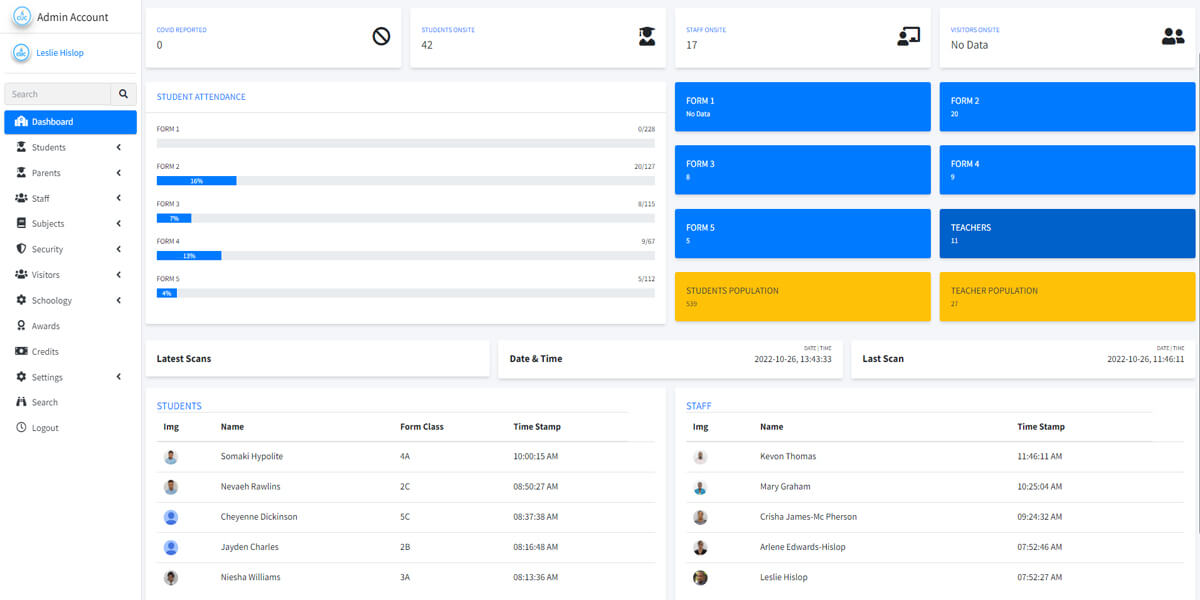 Admin Account
Leslie Hislop
Search
Dashboard
Students
Parents
Staff
Subjects
Security
Visitors
Schoology
Awards
Credits
Settings
Search
Logout
COVID REPORTED
0
STUDENTS ONSITE
42
STAFF ONSITE
17
VISITORS ONSITE
No Data
STUDENT ATTENDANCE
FORM 1 0/228
FORM 2 20/127
16%
FORM 3 8/115
7%
FORM 4 9/67
13%
FORM 5 5/112
4%
FORM 1
No Data
FORM 2
20
FORM 3
8
FORM 4
9
FORM 5
5
TEACHERS
11
STUDENTS POPULATION
539
TEACHER POPULATION
27
Latest Scans
Date & Time
DATE | TIME
2022-10-26, 13:43:33
Last Scan
DATE | TIME
2022-10-26, 11:46:11
STUDENTS
Img Name Form Class Time Stamp
Somaki Hypolite 4A 10:00:15 AM
Nevaeh Rawlins 2C 08:50:27 AM
Cheyenne Dickinson 5C 08:37:38 AM
Jayden Charles 2B 08:16:48 AM
Niesha Williams 3A 08:13:36 AM
STAFF
Img Name Time Stamp
Kevon Thomas 11:46:11 AM
Mary Graham 10:25:04 AM
Crisha James-Mc Pherson 09:24:32 AM
Arlene Edwards-Hislop 07:52:46 AM
Leslie Hislop 07:52:27 AM